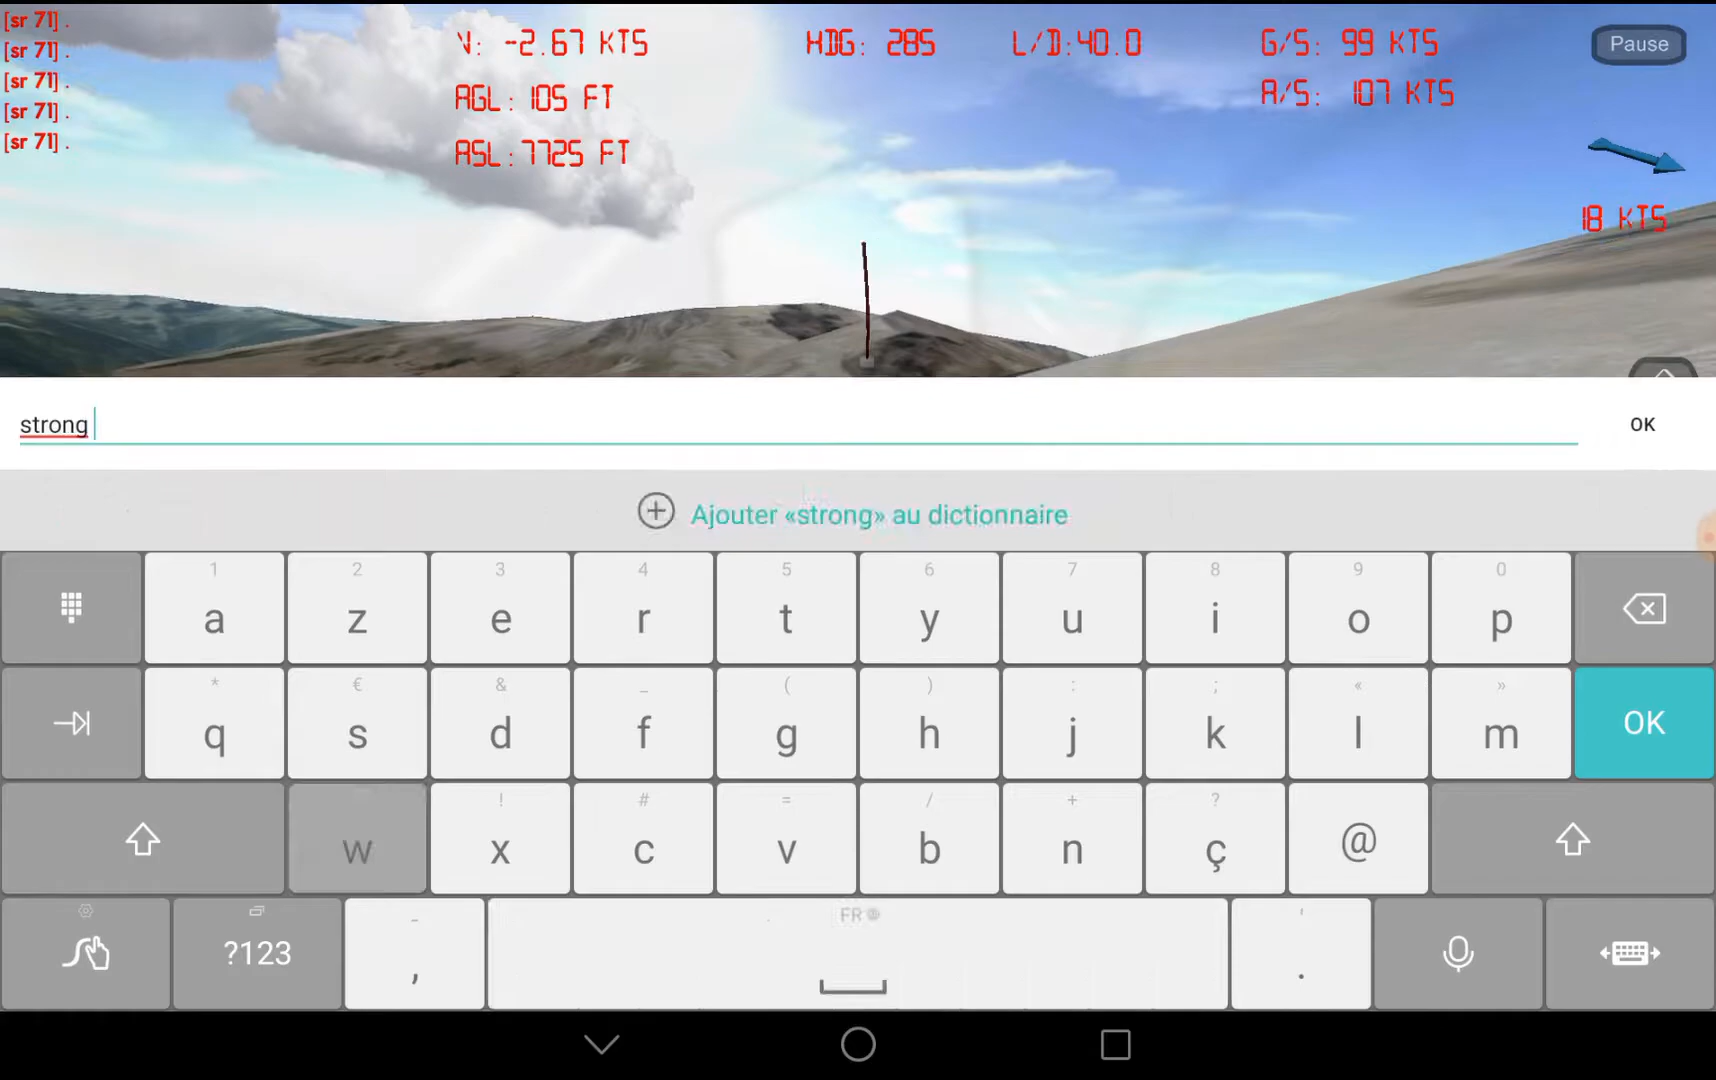 [sr 71] .
[sr 71] .
[sr 71] .
[sr 71] .
[sr 71] .
V: -2.67 KTS
AGL: 105 FT
ASL:7725 FT
HDG: 285
L/D:40.0
G/S: 99 KTS
A/S: 107 KTS
Pause
18 KTS
strong
OK
Ajouter «strong» au dictionnaire
1 2 3 4 5 6 7 8 9 0
a z e r t y u i o p
* € & _ ( ) : ; « »
q s d f g h j k l m OK
! # = / + ?
w x c v b n ç @
- FR '
?123 , .